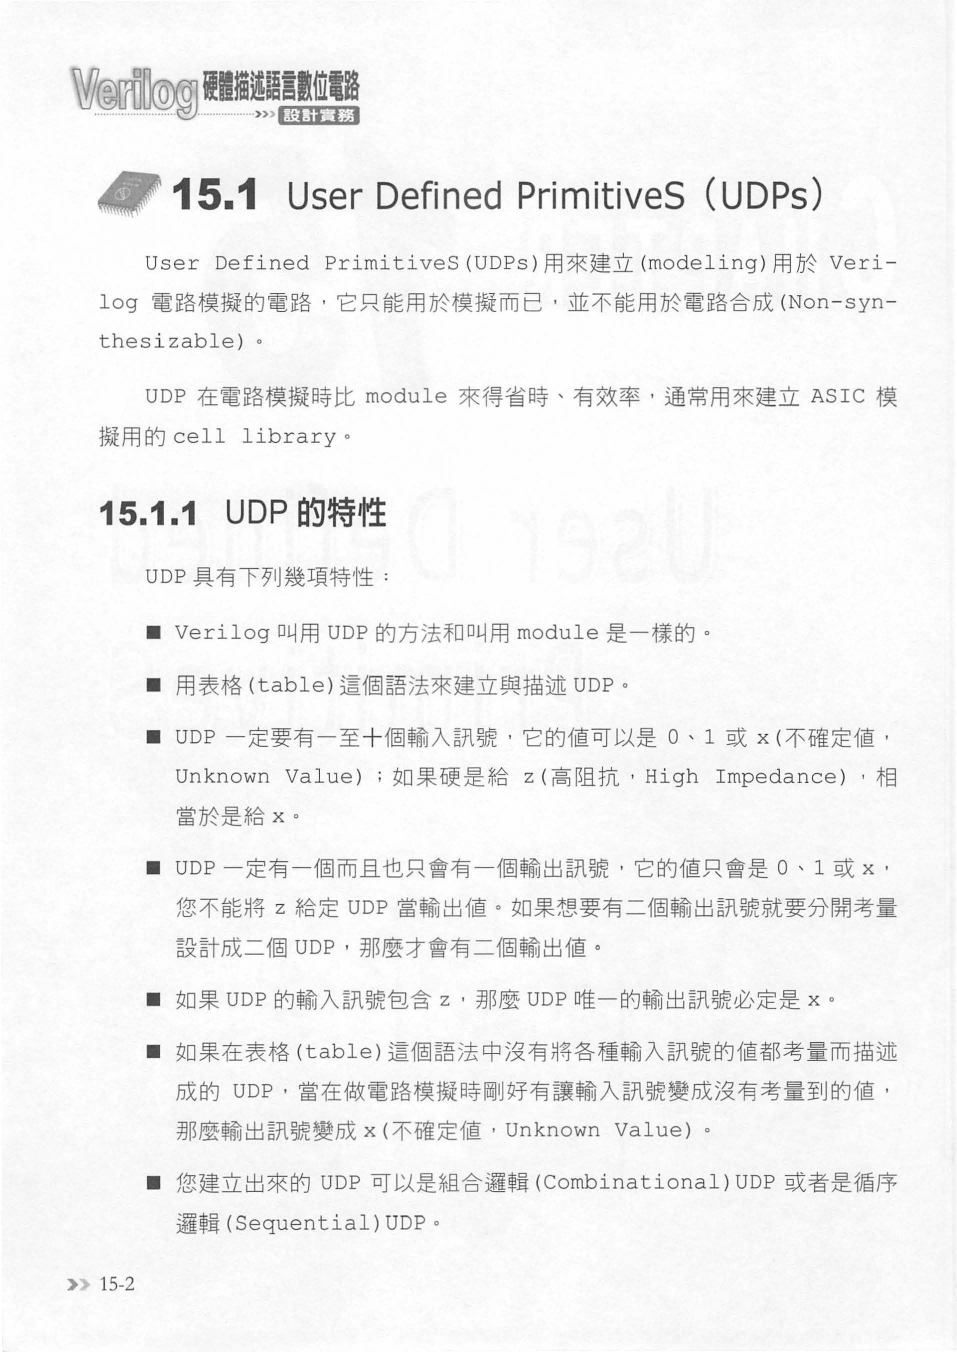 Verilog 硬體描述語言數位電路
設計實務
15.1 User Defined PrimitiveS (UDPs)
User Defined PrimitiveS(UDPs)用來建立(modeling)用於 Veri-
log 電路模擬的電路，它只能用於模擬而已，並不能用於電路合成(Non-syn-
thesizable)。
UDP 在電路模擬時比 module 來得省時、有效率，通常用來建立 ASIC 模
擬用的 cell library。
15.1.1 UDP 的特性
UDP 具有下列幾項特性：
■ Verilog 叫用 UDP 的方法和叫用 module 是一樣的。
■ 用表格(table)這個語法來建立與描述 UDP。
■ UDP 一定要有一至十個輸入訊號，它的值可以是 0、1 或 x(不確定值，
Unknown Value)；如果硬是給 z(高阻抗，High Impedance)，相
當於是給 x。
■ UDP 一定有一個而且也只會有一個輸出訊號，它的值只會是 0、1 或 x，
您不能將 z 給定 UDP 當輸出值。如果想要有二個輸出訊號就要分開考量
設計成二個 UDP，那麼才會有二個輸出值。
■ 如果 UDP 的輸入訊號包含 z，那麼 UDP 唯一的輸出訊號必定是 x。
■ 如果在表格(table)這個語法中沒有將各種輸入訊號的值都考量而描述
成的 UDP，當在做電路模擬時剛好有讓輸入訊號變成沒有考量到的值，
那麼輸出訊號變成 x(不確定值，Unknown Value)。
■ 您建立出來的 UDP 可以是組合邏輯(Combinational)UDP 或者是循序
邏輯(Sequential)UDP。
15-2